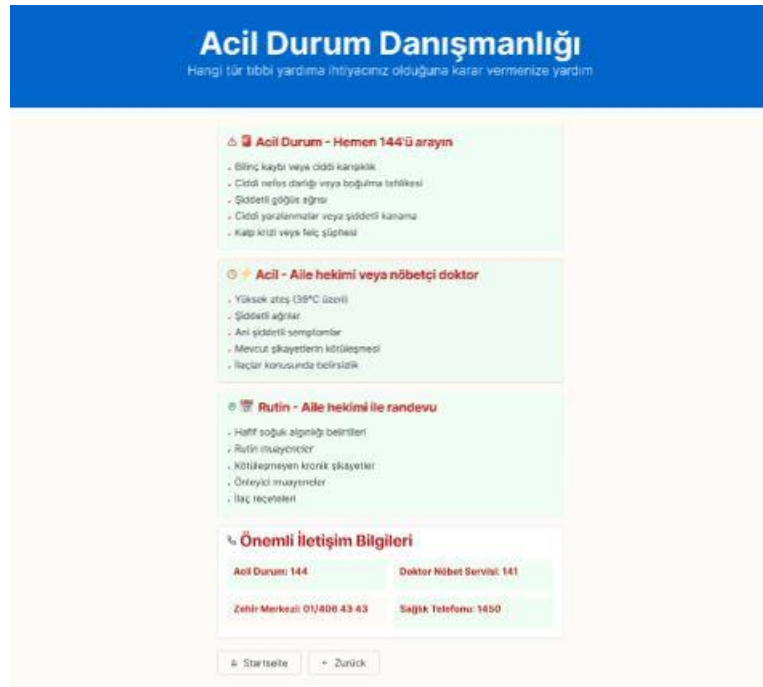 Acil Durum Danışmanlığı
Hangi tür tıbbi yardıma ihtiyacınız olduğuna karar vermenize yardım
Acil Durum - Hemen 144'ü arayın
Bilinç kaybı veya ciddi karışıklık
Ciddi nefes darlığı veya boğulma tehlikesi
Şiddetli göğüs ağrısı
Ciddi yaralanmalar veya şiddetli kanama
Kalp krizi veya felç şüphesi
Acil - Aile hekimi veya nöbetçi doktor
Yüksek ateş (39°C üzeri)
Şiddetli ağrılar
Ani şiddetli semptomlar
Mevcut şikayetlerin kötüleşmesi
İlaçlar konusunda belirsizlik
Rutin - Aile hekimi ile randevu
Hafif soğuk algınlığı belirtileri
Rutin muayeneler
Kötüleşmeyen kronik şikayetler
Önleyici muayeneler
İlaç reçeteleri
Önemli İletişim Bilgileri
Acil Durum: 144
Doktor Nöbet Servisi: 141
Zehir Merkezi: 01/406 43 43
Sağlık Telefonu: 1450
Startseite
← Zurück